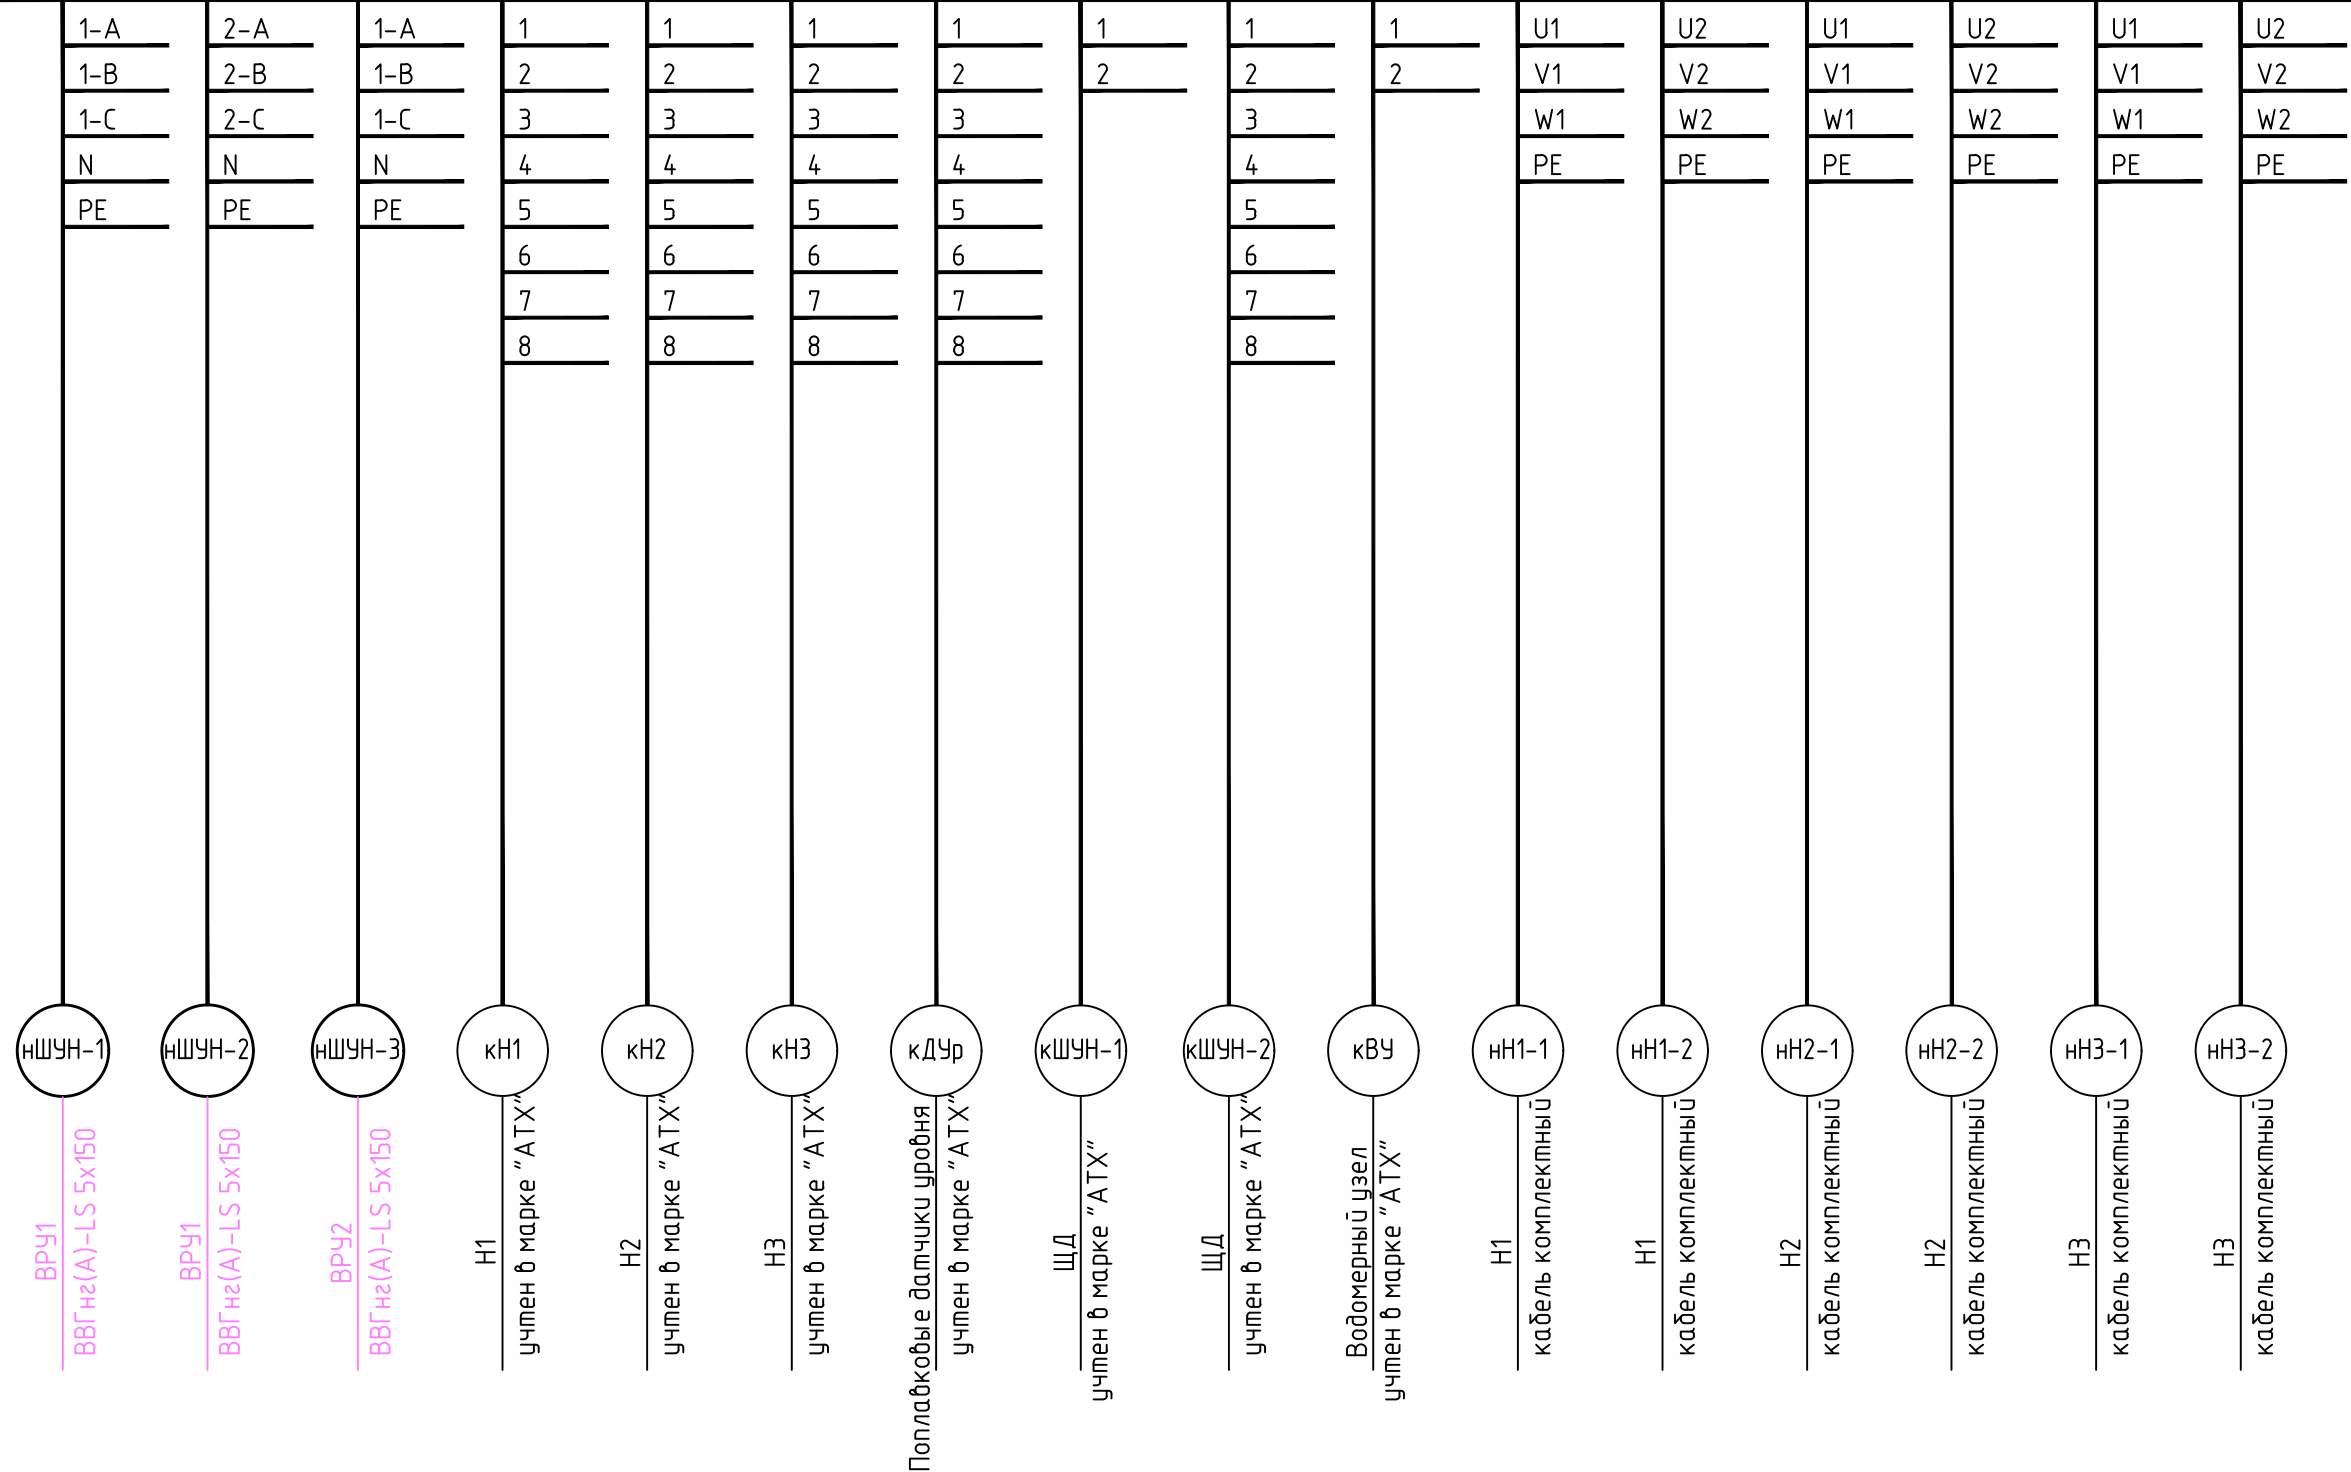 1-A 2-A 1-A 1 1 1 1 1 1 1 U1 U2 U1 U2 U1 U2
1-B 2-B 1-B 2 2 2 2 2 2 2 V1 V2 V1 V2 V1 V2
1-C 2-C 1-C 3 3 3 3 3 W1 W2 W1 W2 W1 W2
N N N 4 4 4 4 4 PE PE PE PE PE PE
PE PE PE 5 5 5 5 5
6 6 6 6 6
7 7 7 7 7
8 8 8 8 8
нШУН-1 нШУН-2 нШУН-3 кН1 кН2 кН3 кДУр кШУН-1 кШУН-2 кВУ нН1-1 нН1-2 нН2-1 нН2-2 нН3-1 нН3-2
ВРУ1
ВВГнг(А)-LS 5х150
ВРУ1
ВВГнг(А)-LS 5х150
ВРУ2
ВВГнг(А)-LS 5х150
Н1
учтен в марке "АТХ"
Н2
учтен в марке "АТХ"
Н3
учтен в марке "АТХ"
Поплавковые датчики уровня
учтен в марке "АТХ"
ЩД
учтен в марке "АТХ"
ЩД
учтен в марке "АТХ"
Водомерный узел
учтен в марке "АТХ"
Н1
кабель комплектный
Н1
кабель комплектный
Н2
кабель комплектный
Н2
кабель комплектный
Н3
кабель комплектный
Н3
кабель комплектный